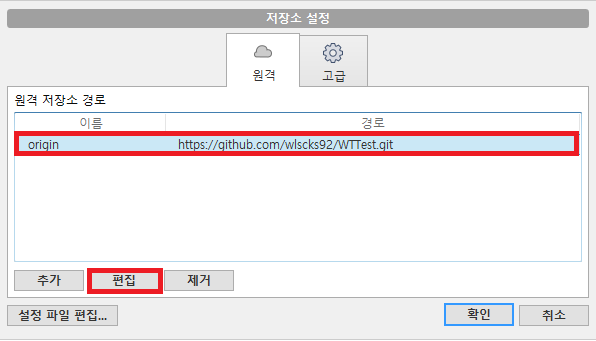 저장소 설정
원격
고급
원격 저장소 경로
이름 경로
origin https://github.com/wlscks92/WTTest.git
추가 편집 제거
설정 파일 편집... 확인 취소